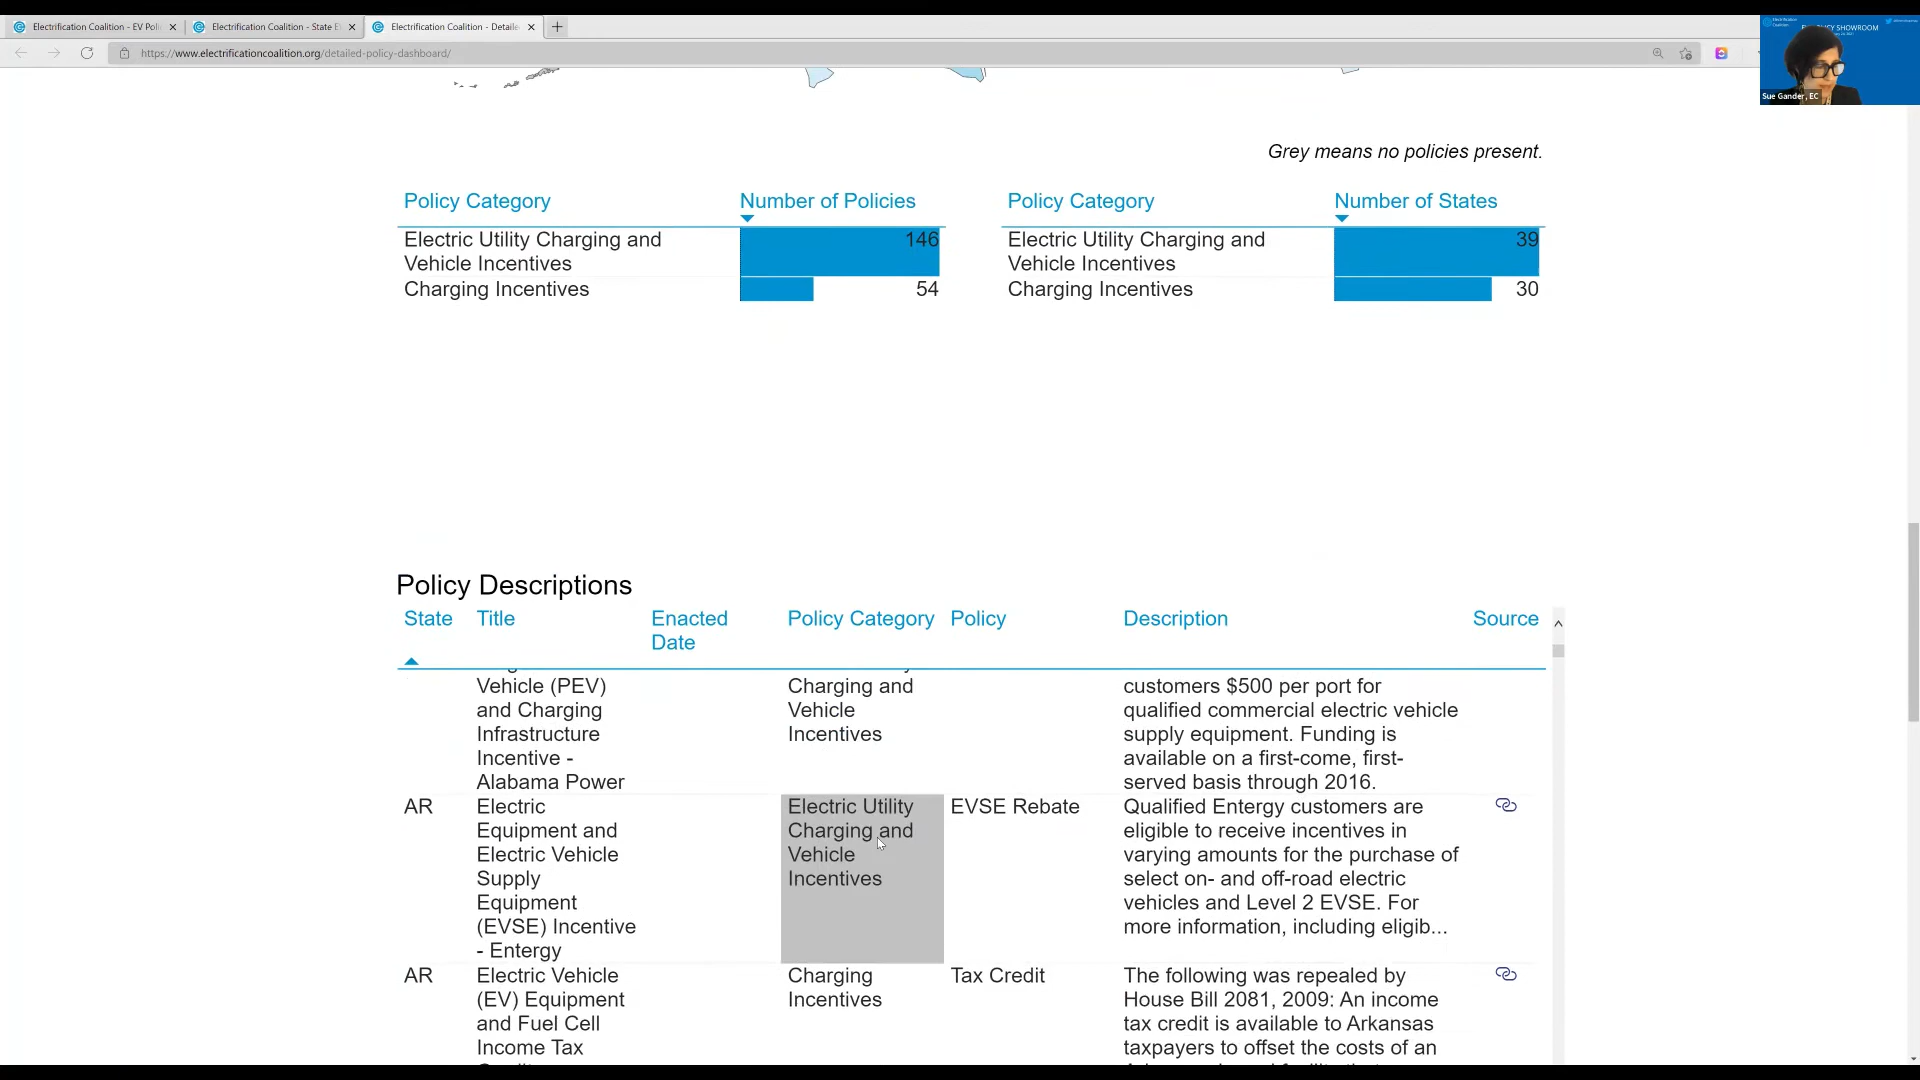 Electrification Coalition - EV Poli
Electrification Coalition - State E
Electrification Coalition - Detaile
https://www.electrificationcoalition.org/detailed-policy-dashboard/
SHOWROOM
Sue Gander, EC
Grey means no policies present.
Policy Category Number of Policies
Electric Utility Charging and 146
Vehicle Incentives
Charging Incentives 54
Policy Category Number of States
Electric Utility Charging and 39
Vehicle Incentives
Charging Incentives 30
Policy Descriptions
State Title Enacted Policy Category Policy Description Source
Date
Vehicle (PEV) Charging and customers $500 per port for
and Charging Vehicle qualified commercial electric vehicle
Infrastructure Incentives supply equipment. Funding is
Incentive - available on a first-come, first-
Alabama Power served basis through 2016.
AR Electric Electric Utility EVSE Rebate Qualified Entergy customers are
Equipment and Charging and eligible to receive incentives in
Electric Vehicle Vehicle varying amounts for the purchase of
Supply Incentives select on- and off-road electric
Equipment vehicles and Level 2 EVSE. For
(EVSE) Incentive more information, including eligib...
- Entergy
AR Electric Vehicle Charging Tax Credit The following was repealed by
(EV) Equipment Incentives House Bill 2081, 2009: An income
and Fuel Cell tax credit is available to Arkansas
Income Tax taxpayers to offset the costs of an